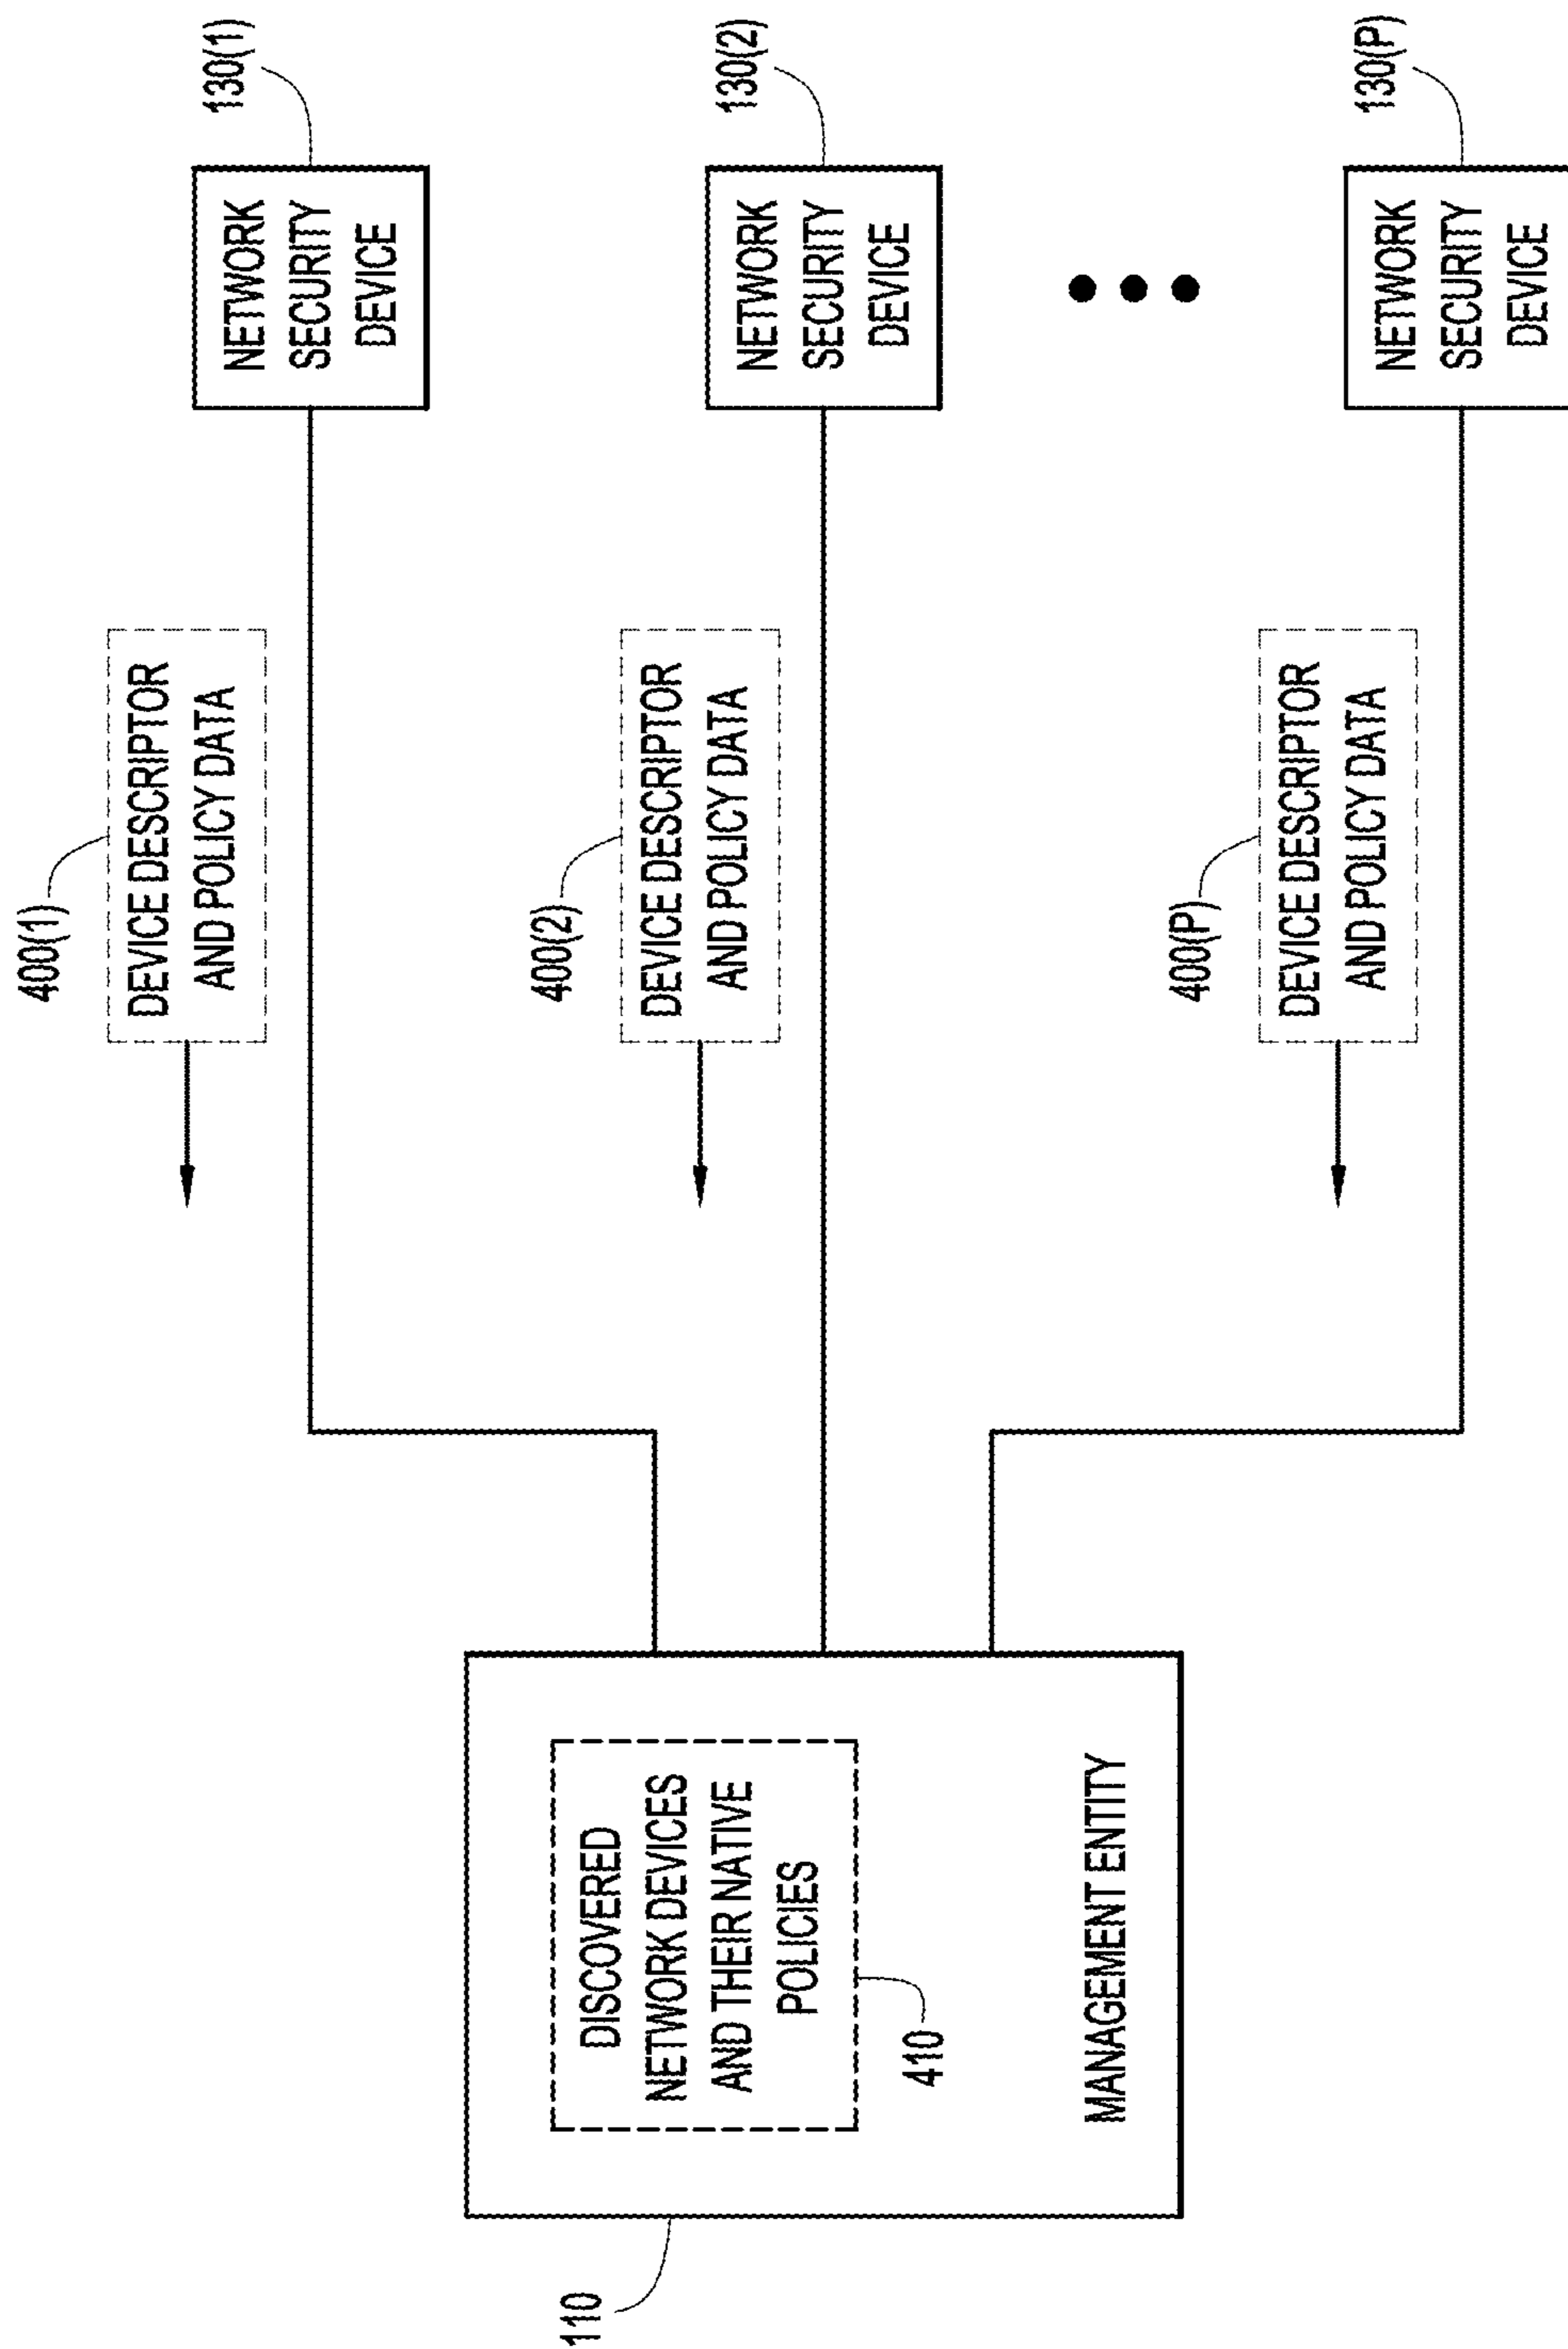 110
DISCOVERED
NETWORK DEVICES
AND THEIR NATIVE
POLICIES
410
MANAGEMENT ENTITY
400(1)
DEVICE DESCRIPTOR
AND POLICY DATA
130(1)
NETWORK
SECURITY
DEVICE
400(2)
DEVICE DESCRIPTOR
AND POLICY DATA
130(2)
NETWORK
SECURITY
DEVICE
400(P)
DEVICE DESCRIPTOR
AND POLICY DATA
130(P)
NETWORK
SECURITY
DEVICE